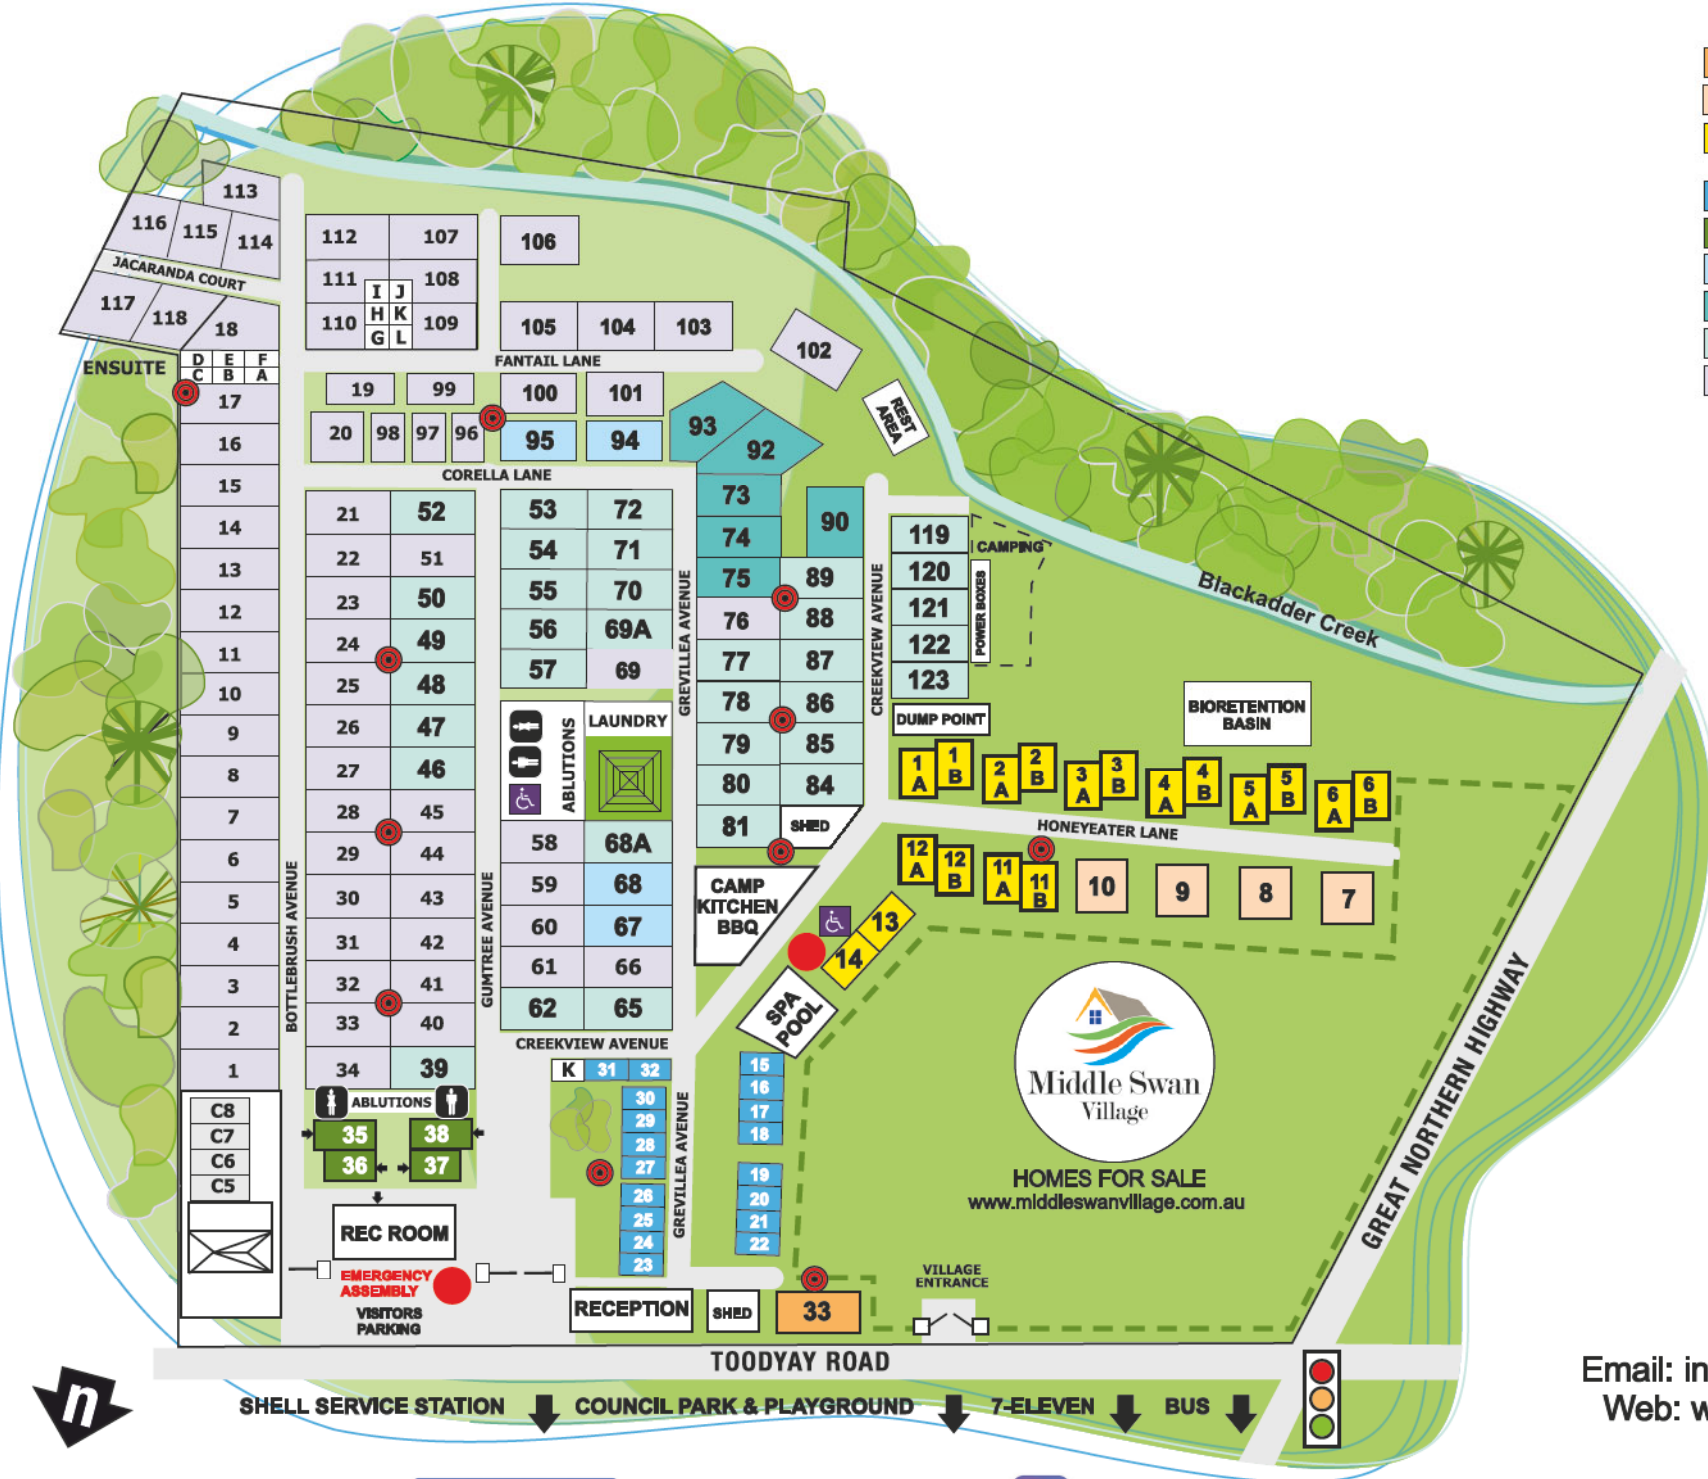 113
116
115
114
JACARANDA COURT
117
118
18
ENSUITE
D E F
C B A
17
16
15
14
13
12
11
10
9
8
7
6
5
4
3
2
1
C8
C7
C6
C5
BOTTLEBRUSH AVENUE
112
107
111
108
I J
H K
G L
110
109
106
105
104
103
102
FANTAIL LANE
19
99
100
101
20
98
97
96
95
94
93
92
REST
AREA
CORELLA LANE
21
52
22
51
23
50
24
49
25
48
26
47
27
46
28
45
29
44
30
43
31
42
32
41
33
40
34
39
ABLUTIONS
35
38
36
37
REC ROOM
EMERGENCY
ASSEMBLY
VISITORS
PARKING
GUMTREE AVENUE
53
72
54
71
55
70
56
69A
57
69
ABLUTIONS
LAUNDRY
58
68A
59
68
60
67
61
66
62
65
CREEKVIEW AVENUE
K
31
32
30
29
28
27
26
25
24
23
GREVILLEA AVENUE
GREVILLEA AVENUE
73
74
90
75
89
76
88
77
87
78
86
79
85
80
84
81
SHED
CAMP
KITCHEN
BBQ
CREEKVIEW AVENUE
119
120
121
122
123
CAMPING
POWER BOXES
DUMP POINT
Blackadder Creek
BIORETENTION
BASIN
1
A
1
B
2
A
2
B
3
A
3
B
4
A
4
B
5
A
5
B
6
A
6
B
HONEYEATER LANE
12
A
12
B
11
A
11
B
10
9
8
7
13
14
SPA
POOL
15
16
17
18
19
20
21
22
Middle Swan
Village
HOMES FOR SALE
www.middleswanvillage.com.au
GREAT NORTHERN HIGHWAY
VILLAGE
ENTRANCE
RECEPTION
SHED
33
TOODYAY ROAD
n
SHELL SERVICE STATION
COUNCIL PARK & PLAYGROUND
7-ELEVEN
BUS
Email: in
Web: w